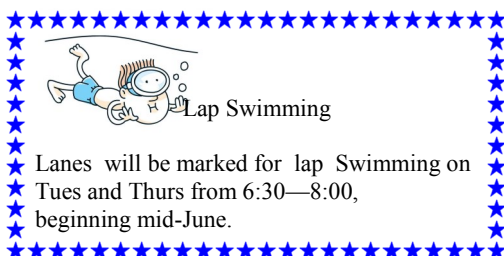 Lap Swimming
Lanes will be marked for lap Swimming on
Tues and Thurs from 6:30—8:00,
beginning mid-June.